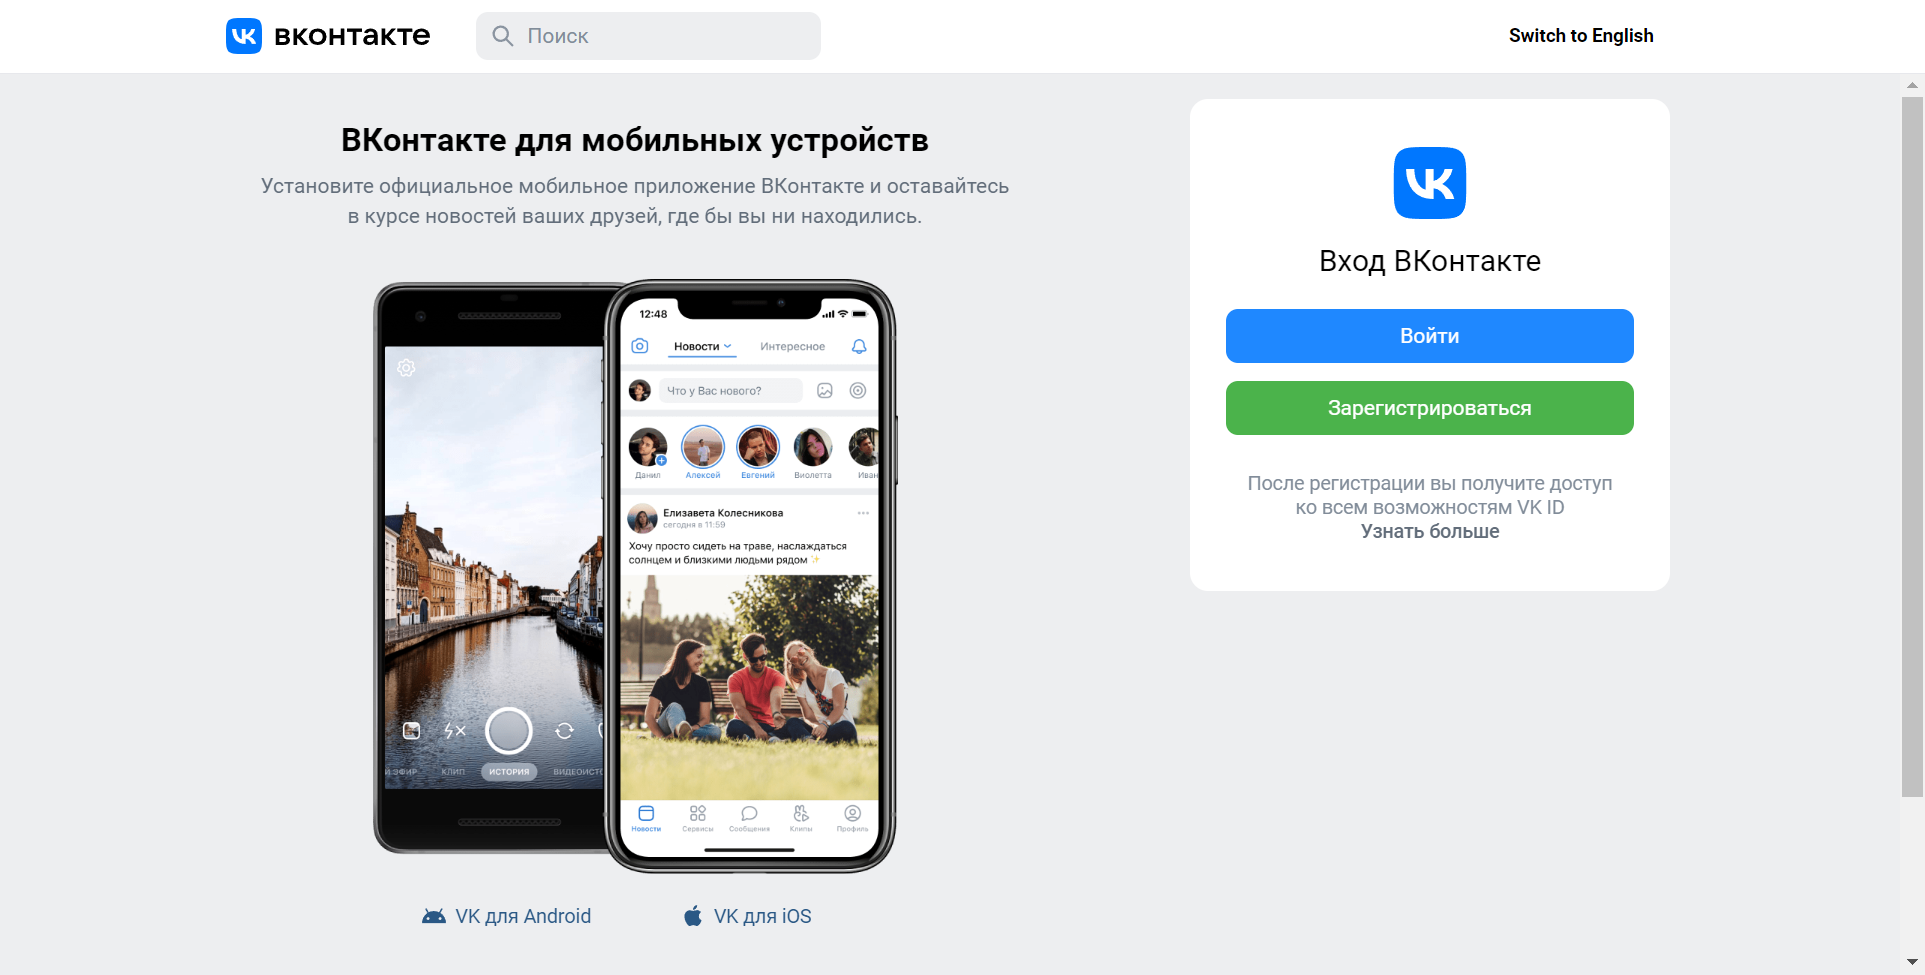 вконтакте
Поиск
Switch to English
ВКонтакте для мобильных устройств
Установите официальное мобильное приложение ВКонтакте и оставайтесь
в курсе новостей ваших друзей, где бы вы ни находились.
Й ЭФИР КЛИП ИСТОРИЯ ВИДЕОИСТО
12:48
Новости Интересное
Что у Вас нового?
Данил Алексей Евгений Виолетта Иван
Елизавета Колесникова
сегодня в 11:59
Хочу просто сидеть на траве, наслаждаться
солнцем и близкими людьми рядом ✨
Новости Сервисы Сообщения Клипы Профиль
VK для Android
VK для iOS
Вход ВКонтакте
Войти
Зарегистрироваться
После регистрации вы получите доступ
ко всем возможностям VK ID
Узнать больше